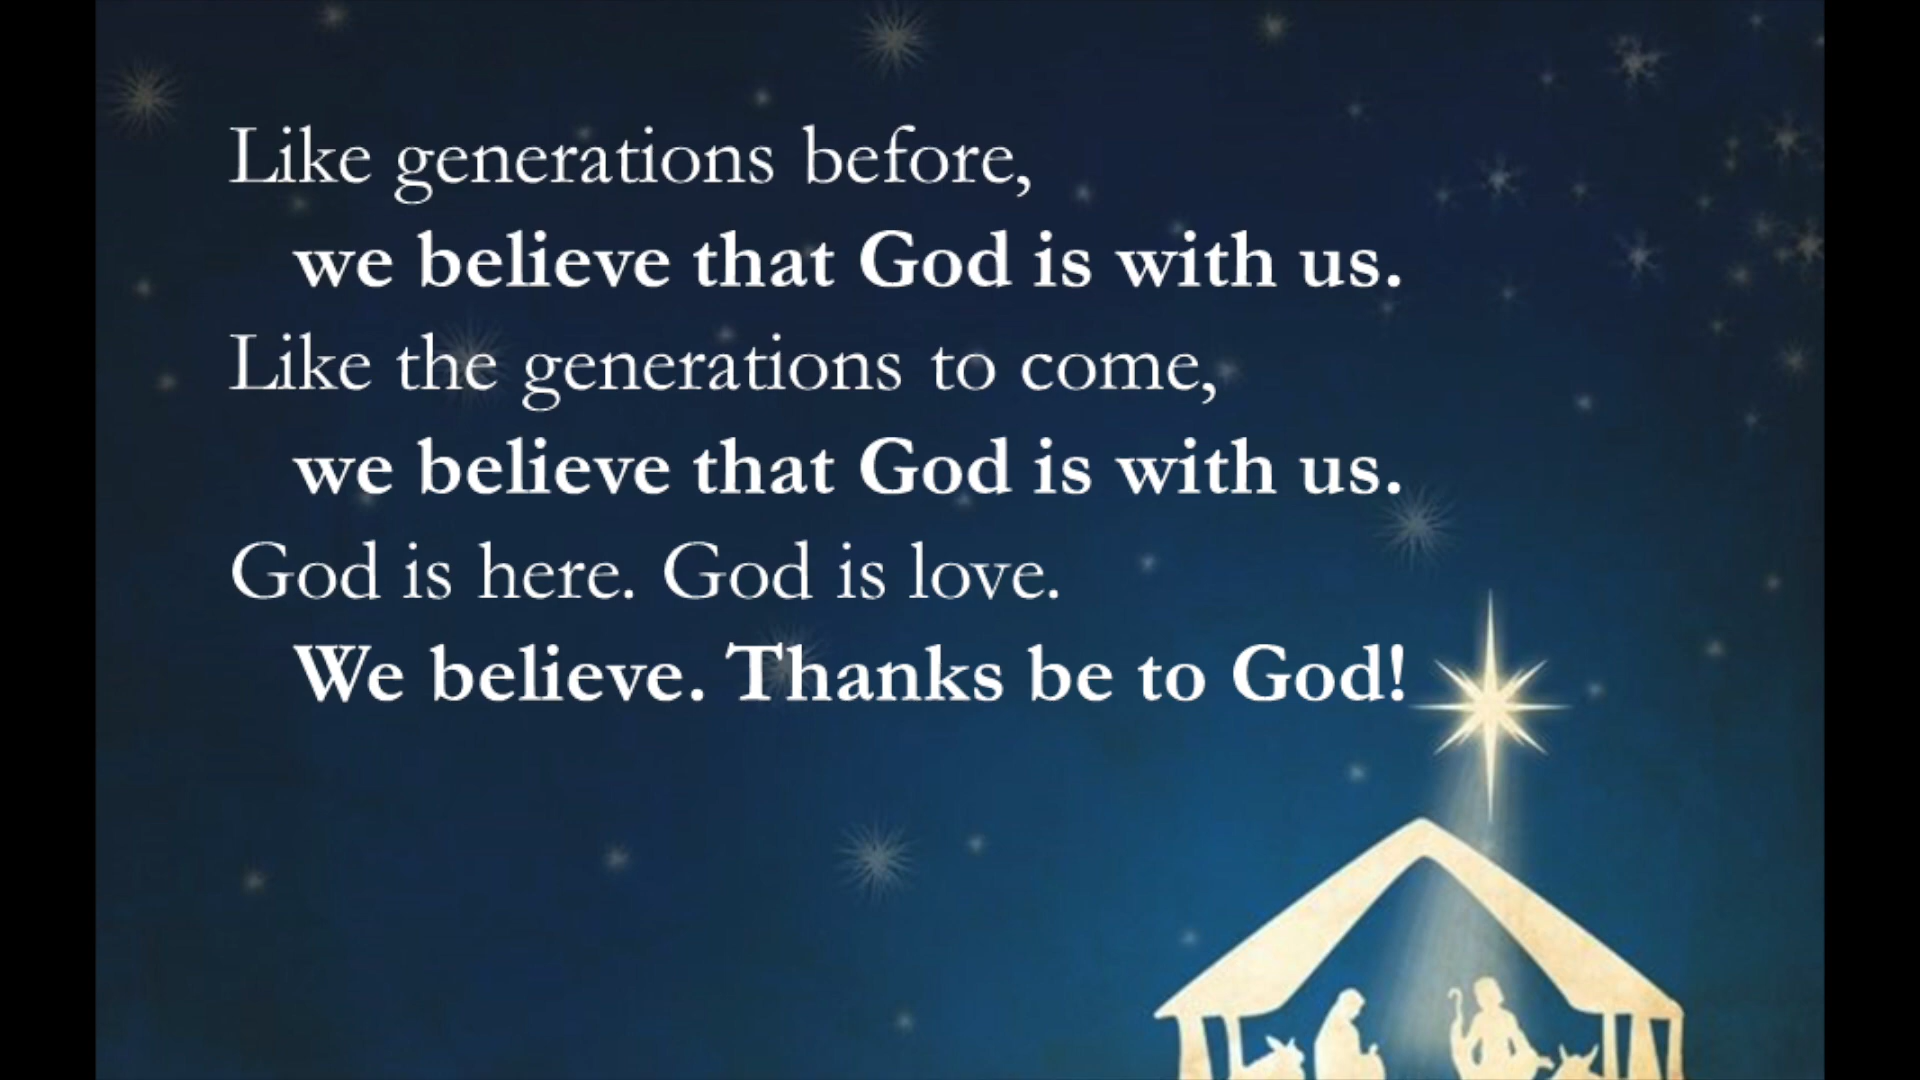 Like generations before,
we believe that God is with us.
Like the generations to come,
we believe that God is with us.
God is here. God is love.
We believe. Thanks be to God!